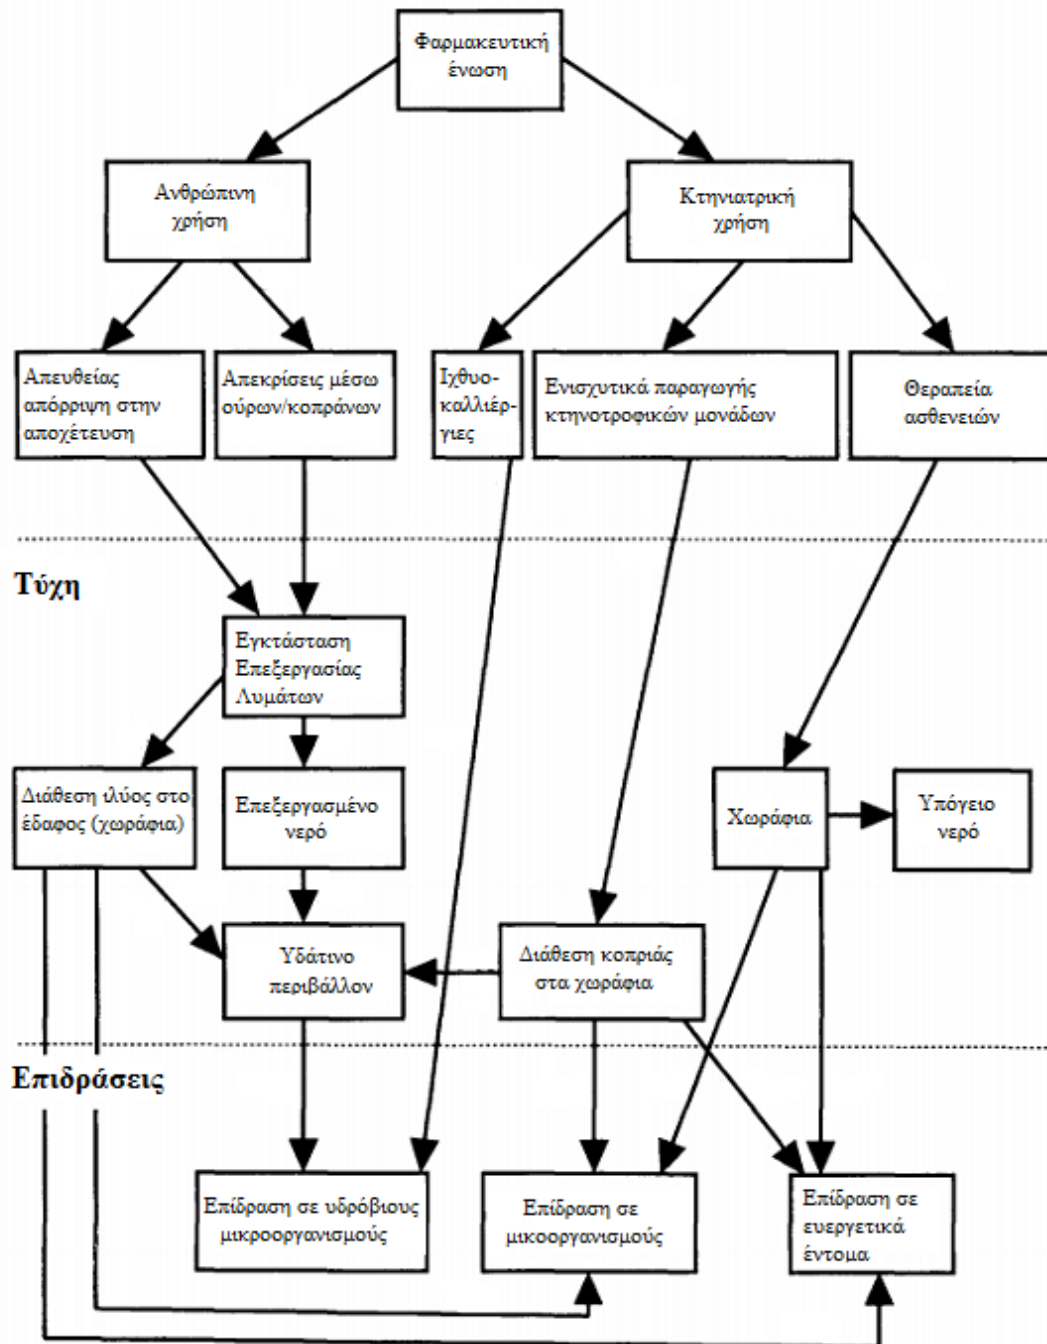 Φαρμακευτική
ένωση
Ανθρώπινη
χρήση
Κτηνιατρική
χρήση
Απευθείας
απόρριψη στην
αποχέτευση
Απεκρίσεις μέσω
ούρων/κοπράνων
Ιχθυο-
καλλιέρ-
γιες
Ενισχυτικά παραγωγής
κτηνοτροφικών μονάδων
Θεραπεία
ασθενειών
Τύχη
Εγκτάσταση
Επεξεργασίας
Λυμάτων
Διάθεση ιλύος στο
έδαφος (χωράφια)
Επεξεργασμένο
νερό
Χωράφια
Υπόγειο
νερό
Υδάτινο
περιβάλλον
Διάθεση κοπριάς
στα χωράφια
Επιδράσεις
Επίδραση σε υδρόβιους
μικροοργανισμούς
Επίδραση σε
μικοοργανισμούς
Επίδραση σε
ευεργετικά
έντομα